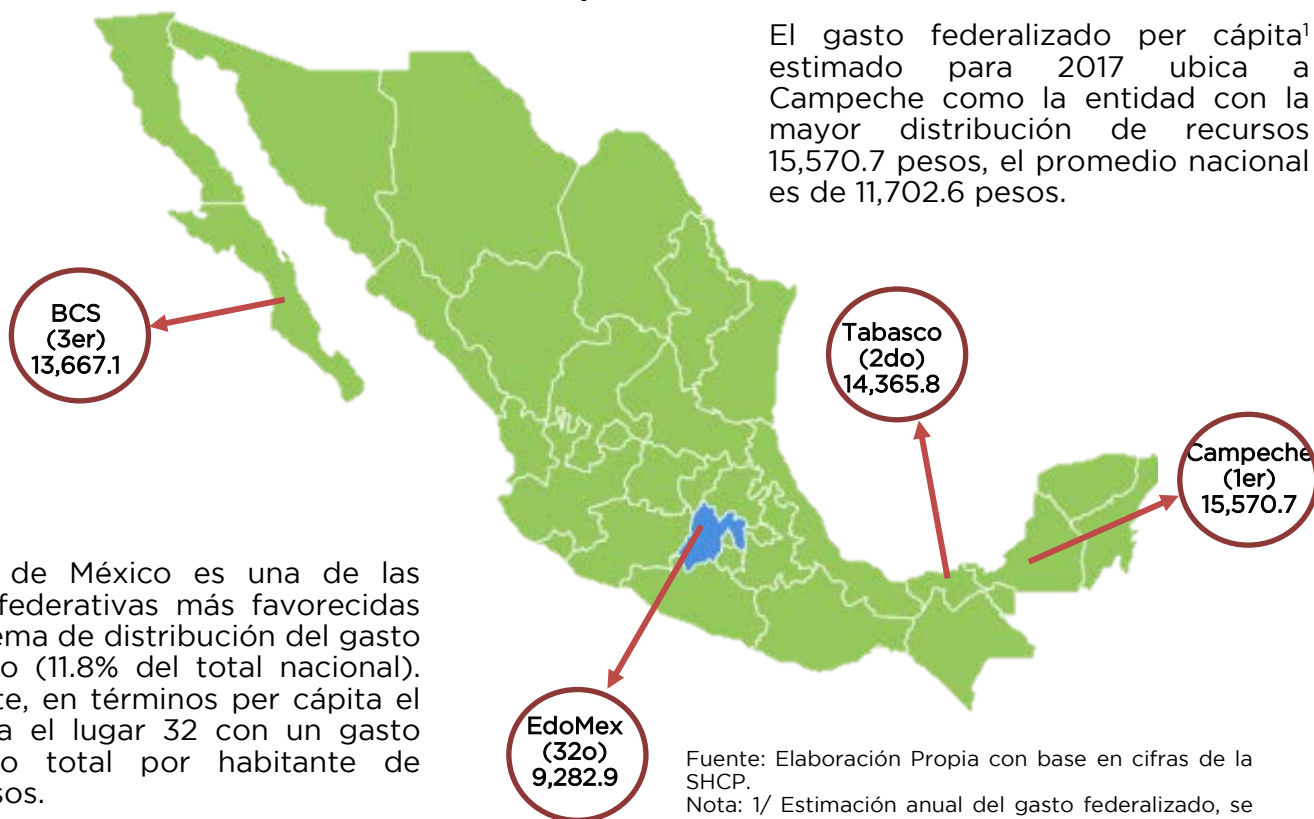 El gasto federalizado per cápita¹
estimado para 2017 ubica a
Campeche como la entidad con la
mayor distribución de recursos
15,570.7 pesos, el promedio nacional
es de 11,702.6 pesos.
BCS
(3er)
13,667.1
Tabasco
(2do)
14,365.8
Campeche
(1er)
15,570.7
de México es una de las
federativas más favorecidas
ema de distribución del gasto
o (11.8% del total nacional).
te, en términos per cápita el
a el lugar 32 con un gasto
o total por habitante de
sos.
EdoMex
(32o)
9,282.9
Fuente: Elaboración Propia con base en cifras de la
SHCP.
Nota: 1/ Estimación anual del gasto federalizado, se